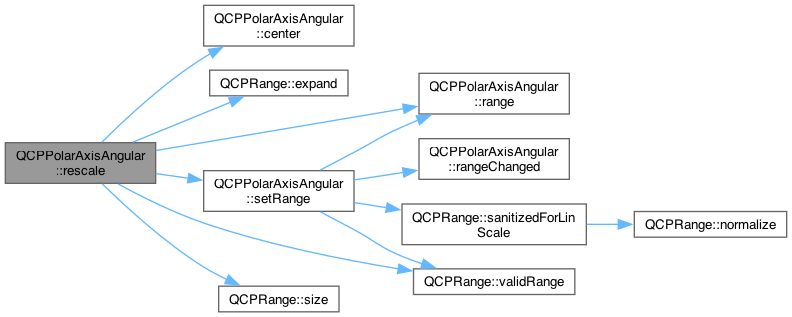 QCPPolarAxisAngular
::center
QCPRange::expand
QCPPolarAxisAngular
::range
QCPPolarAxisAngular
::rescale
QCPPolarAxisAngular
::rangeChanged
QCPPolarAxisAngular
::setRange
QCPRange::sanitizedForLin
Scale
QCPRange::normalize
QCPRange::validRange
QCPRange::size